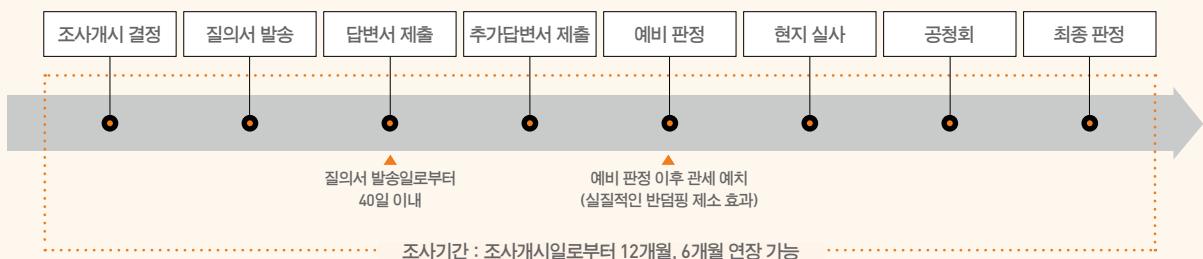 조사개시 결정
질의서 발송
답변서 제출
추가답변서 제출
예비 판정
현지 실사
공청회
최종 판정
질의서 발송일로부터
40일 이내
예비 판정 이후 관세 예치
(실질적인 반덤핑 제소 효과)
조사기간 : 조사개시일로부터 12개월, 6개월 연장 가능